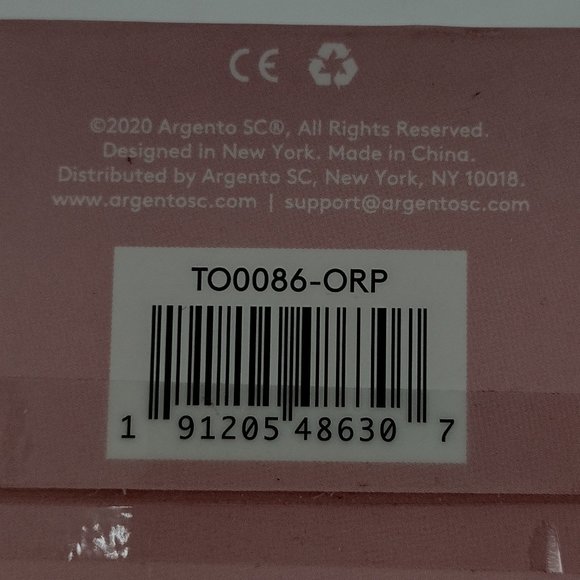 CE
©2020 Argento SC®, All Rights Reserved.
Designed in New York. Made in China.
Distributed by Argento SC, New York, NY 10018.
www.argentosc.com | support@argentosc.com
TO0086-ORP
1 91205 48630 7